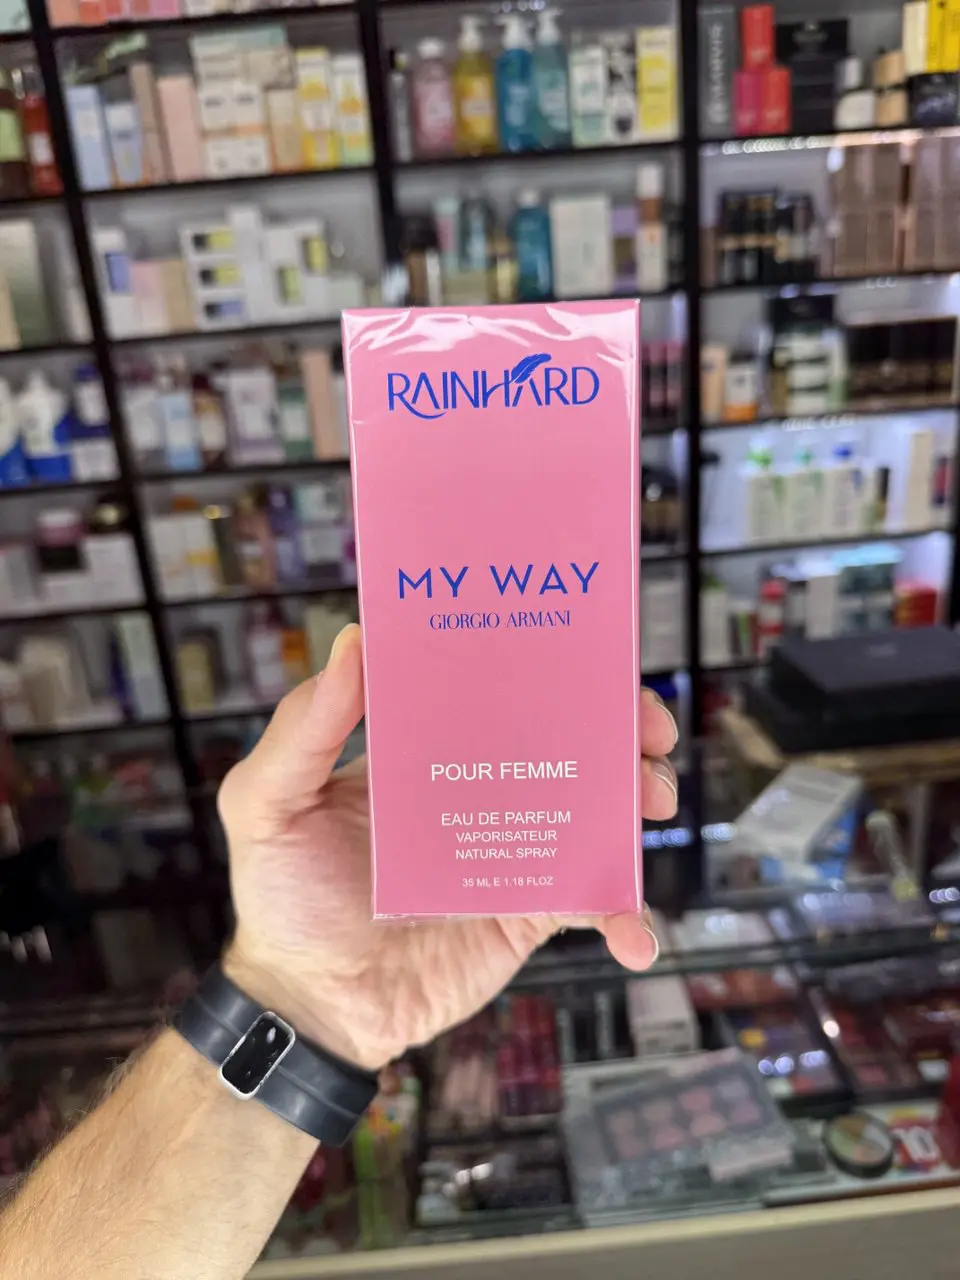 RAINHARD
MY WAY
GIORGIO ARMANI
POUR FEMME
EAU DE PARFUM
VAPORISATEUR
NATURAL SPRAY
35 ML E 1.18 FLOZ